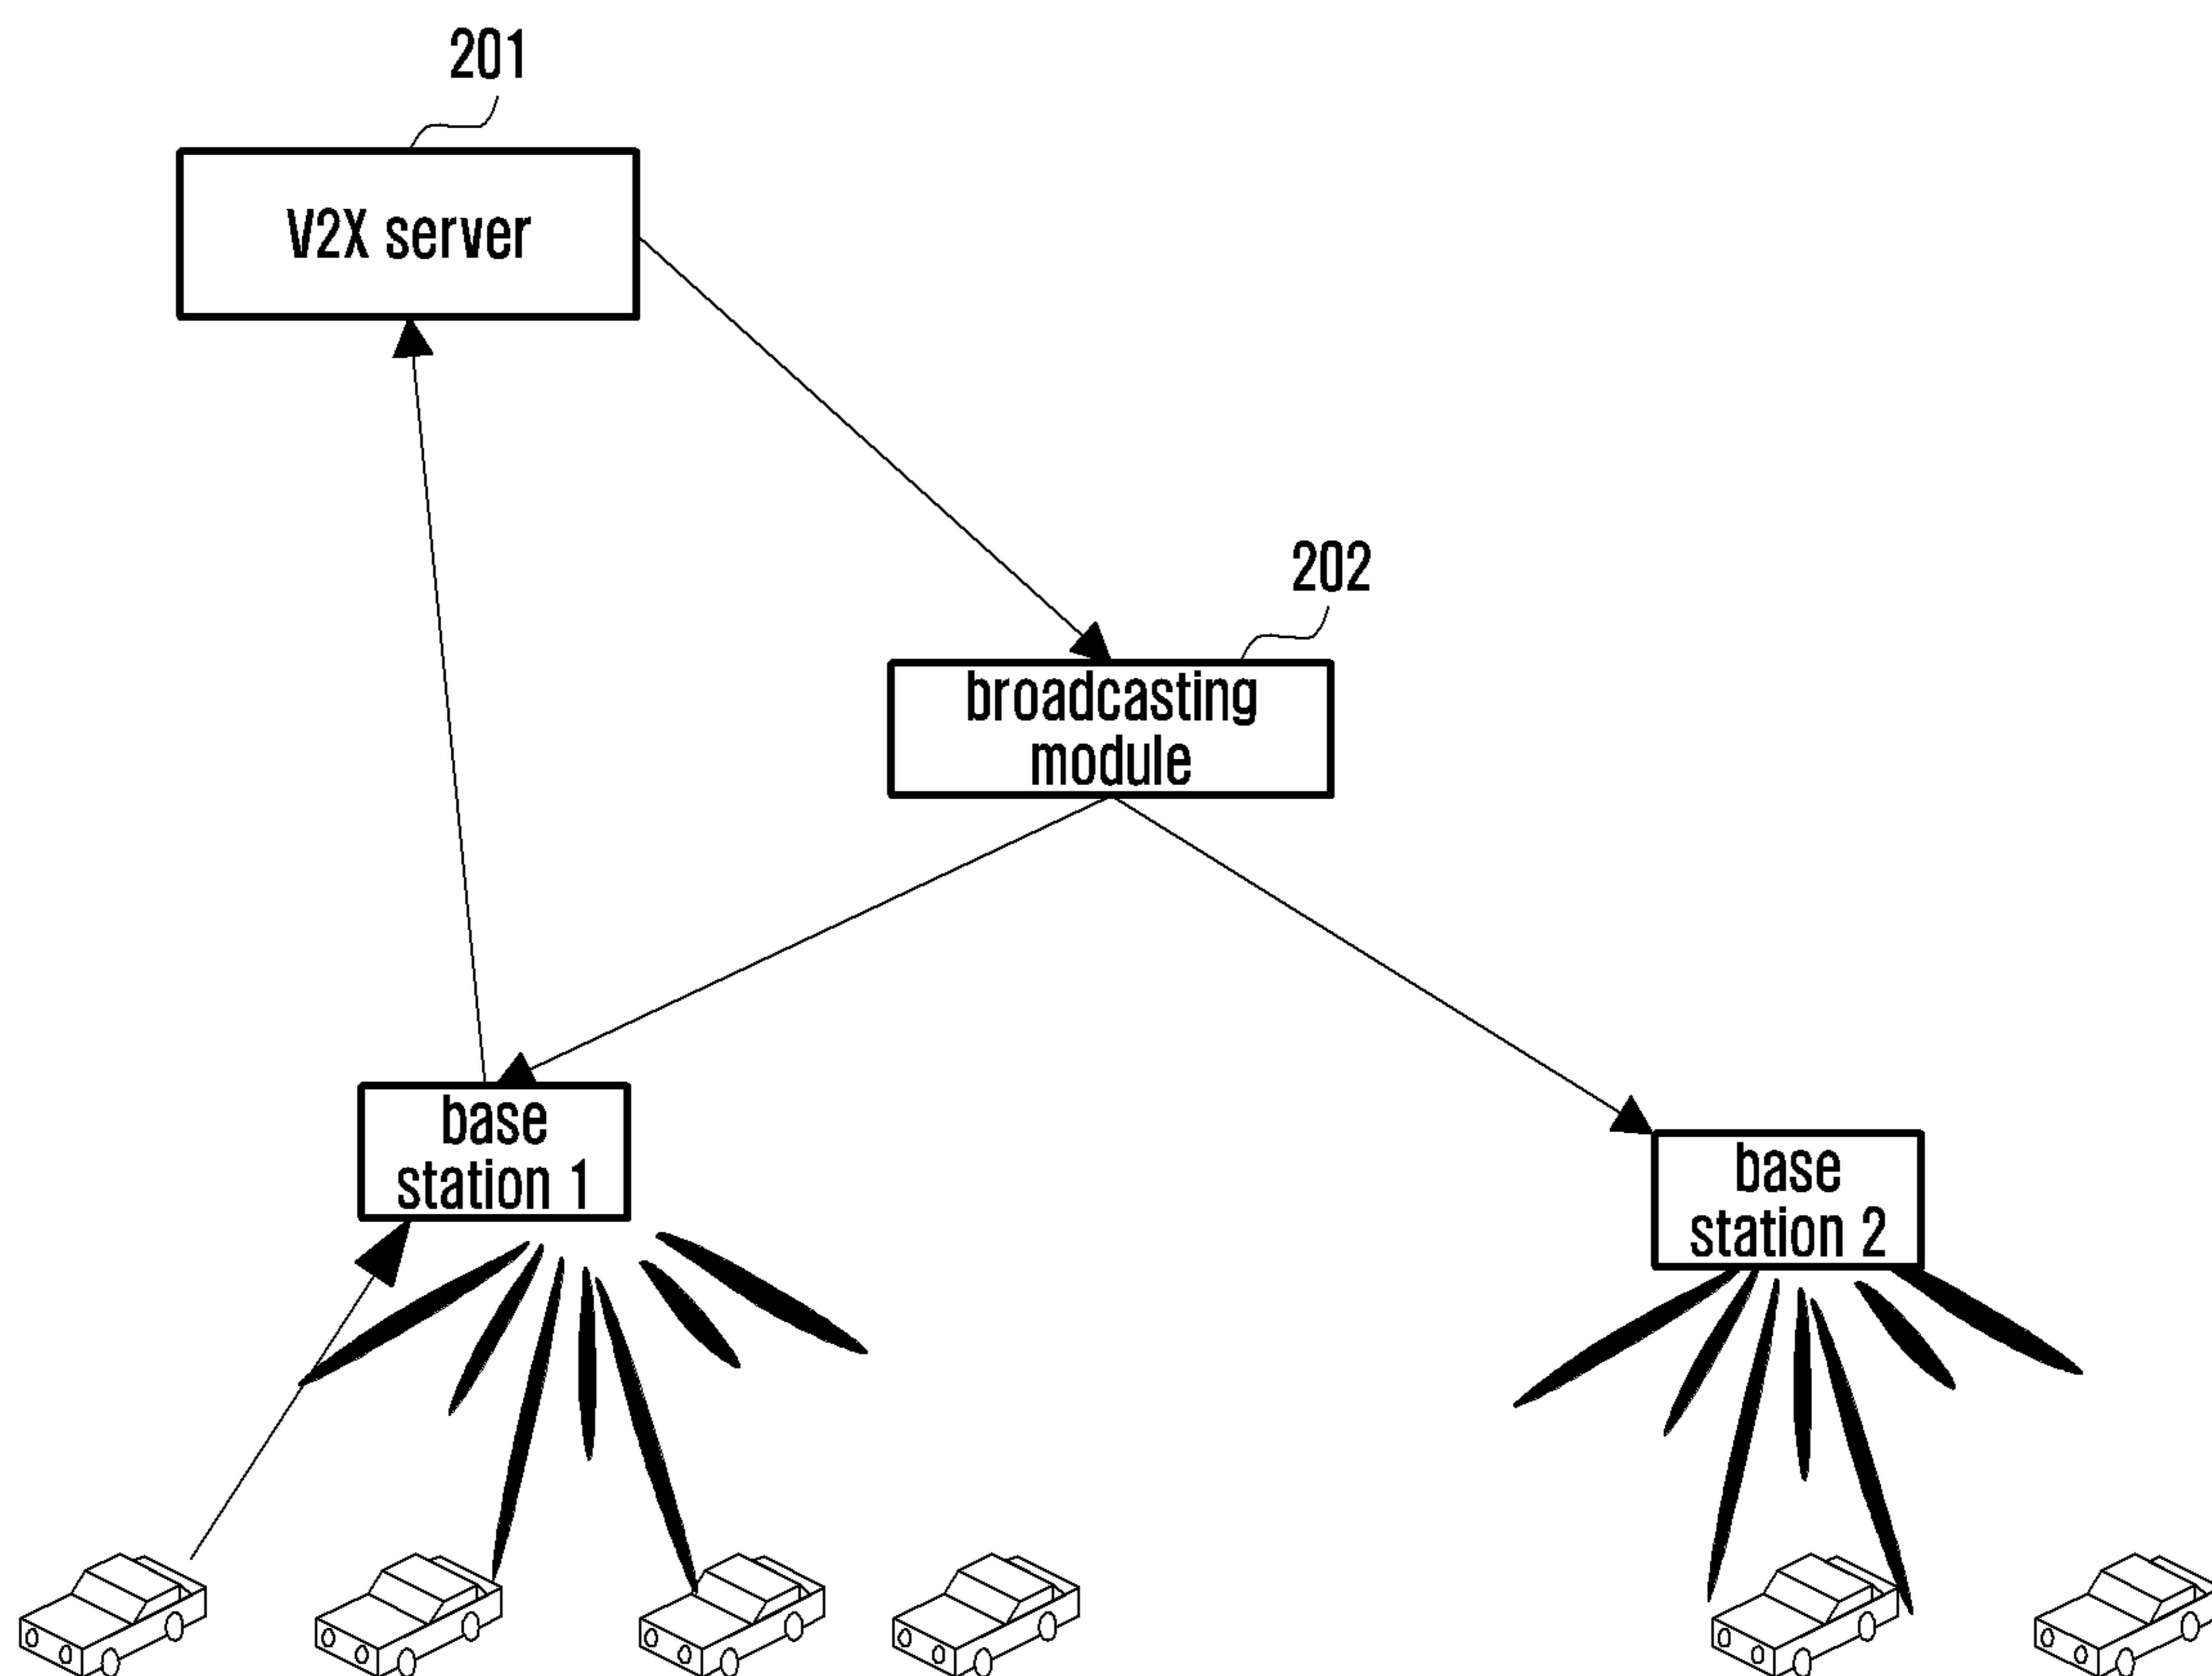 201
V2X server
202
broadcasting
module
base
station 1
base
station 2